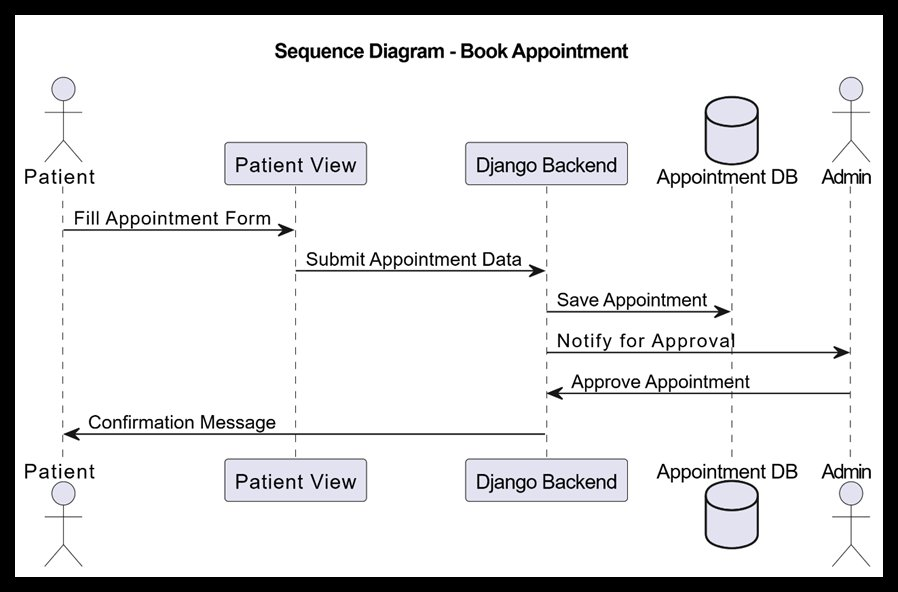 Sequence Diagram - Book Appointment
Patient
Patient View
Django Backend
Appointment DB
Admin
Fill Appointment Form
Submit Appointment Data
Save Appointment
Notify for Approval
Approve Appointment
Confirmation Message
Patient
Patient View
Django Backend
Appointment DB
Admin